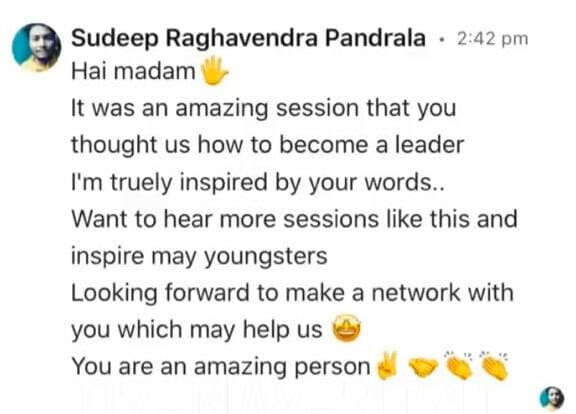 Sudeep Raghavendra Pandrala · 2:42 pm
Hai madam🖐
It was an amazing session that you
thought us how to become a leader
I'm truely inspired by your words..
Want to hear more sessions like this and
inspire may youngsters
Looking forward to make a network with
you which may help us 🤩
You are an amazing person ✌️ 🤝 👏 👏